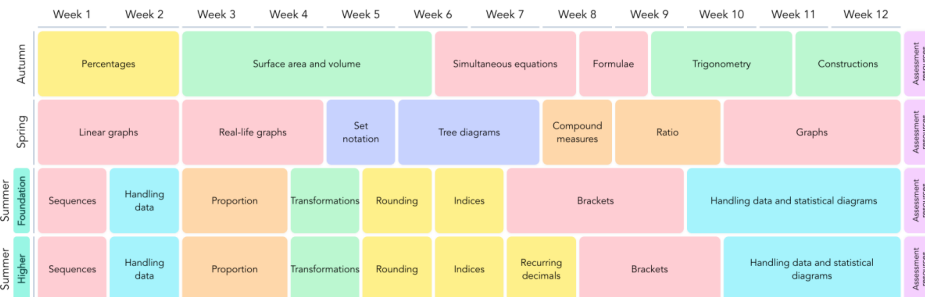 Week 1 Week 2 Week 3 Week 4 Week 5 Week 6 Week 7 Week 8 Week 9 Week 10 Week 11 Week 12
Autumn
Percentages
Surface area and volume
Simultaneous equations
Formulae
Trigonometry
Constructions
Assessment
Spring
Linear graphs
Real-life graphs
Set
notation
Tree diagrams
Compound
measures
Ratio
Graphs
Assessment
Summer
Foundation
Sequences
Handling
data
Proportion
Transformations
Rounding
Indices
Brackets
Handling data and statistical diagrams
Assessment
Summer
Higher
Sequences
Handling
data
Proportion
Transformations
Rounding
Indices
Recurring
decimals
Brackets
Handling data and statistical
diagrams
Assessment